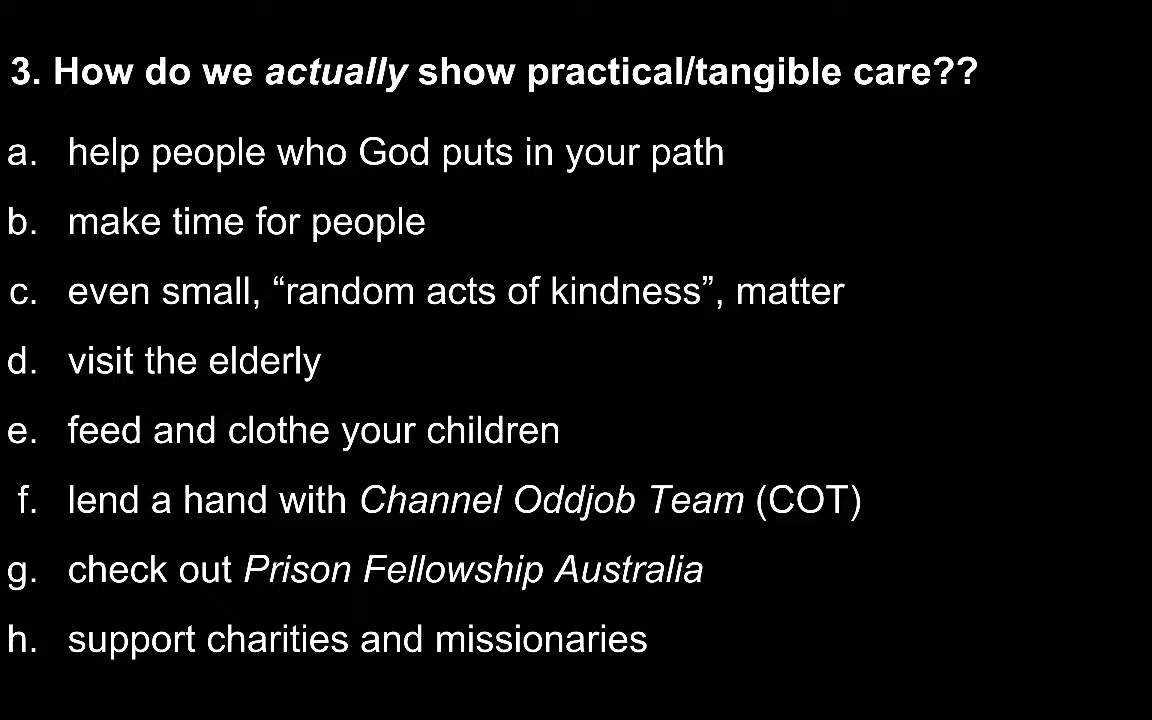 3. How do we actually show practical/tangible care??
a. help people who God puts in your path
b. make time for people
c. even small, “random acts of kindness”, matter
d. visit the elderly
e. feed and clothe your children
f. lend a hand with Channel Oddjob Team (COT)
g. check out Prison Fellowship Australia
h. support charities and missionaries